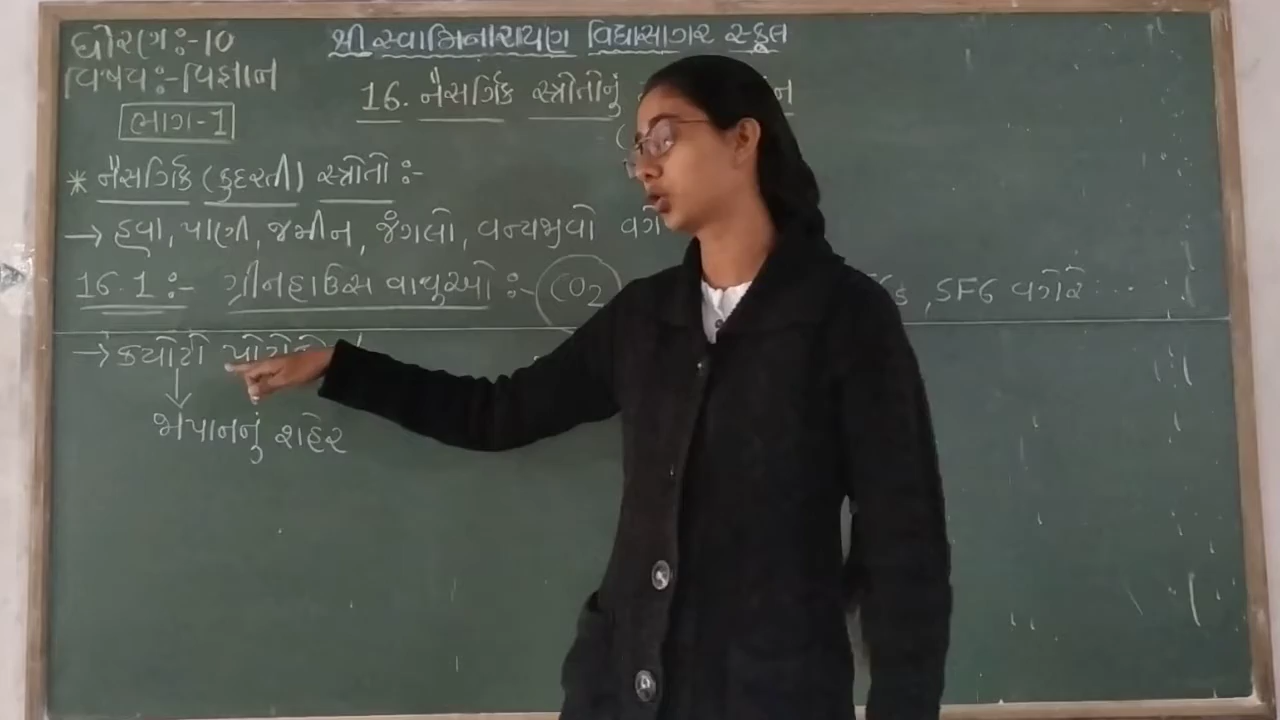 ધોરણ:-10
શ્રી સ્વામિનારાયણ વિદ્યાસાગર સ્કૂલ
વિષય:-વિજ્ઞાન
16. નૈસર્ગિક સ્ત્રોતોનું
ભાગ-1
* નૈસર્ગિક (કુદરતી) સ્ત્રોતો :-
→ હવા, પાણી, જમીન, જંગલો, વન્યજીવો
16.1:- ગ્રીનહાઉસ વાયુઓ :- CO2 , SF6 વગેરે...
→ ક્યોટો
↓
જાપાનનું શહેર